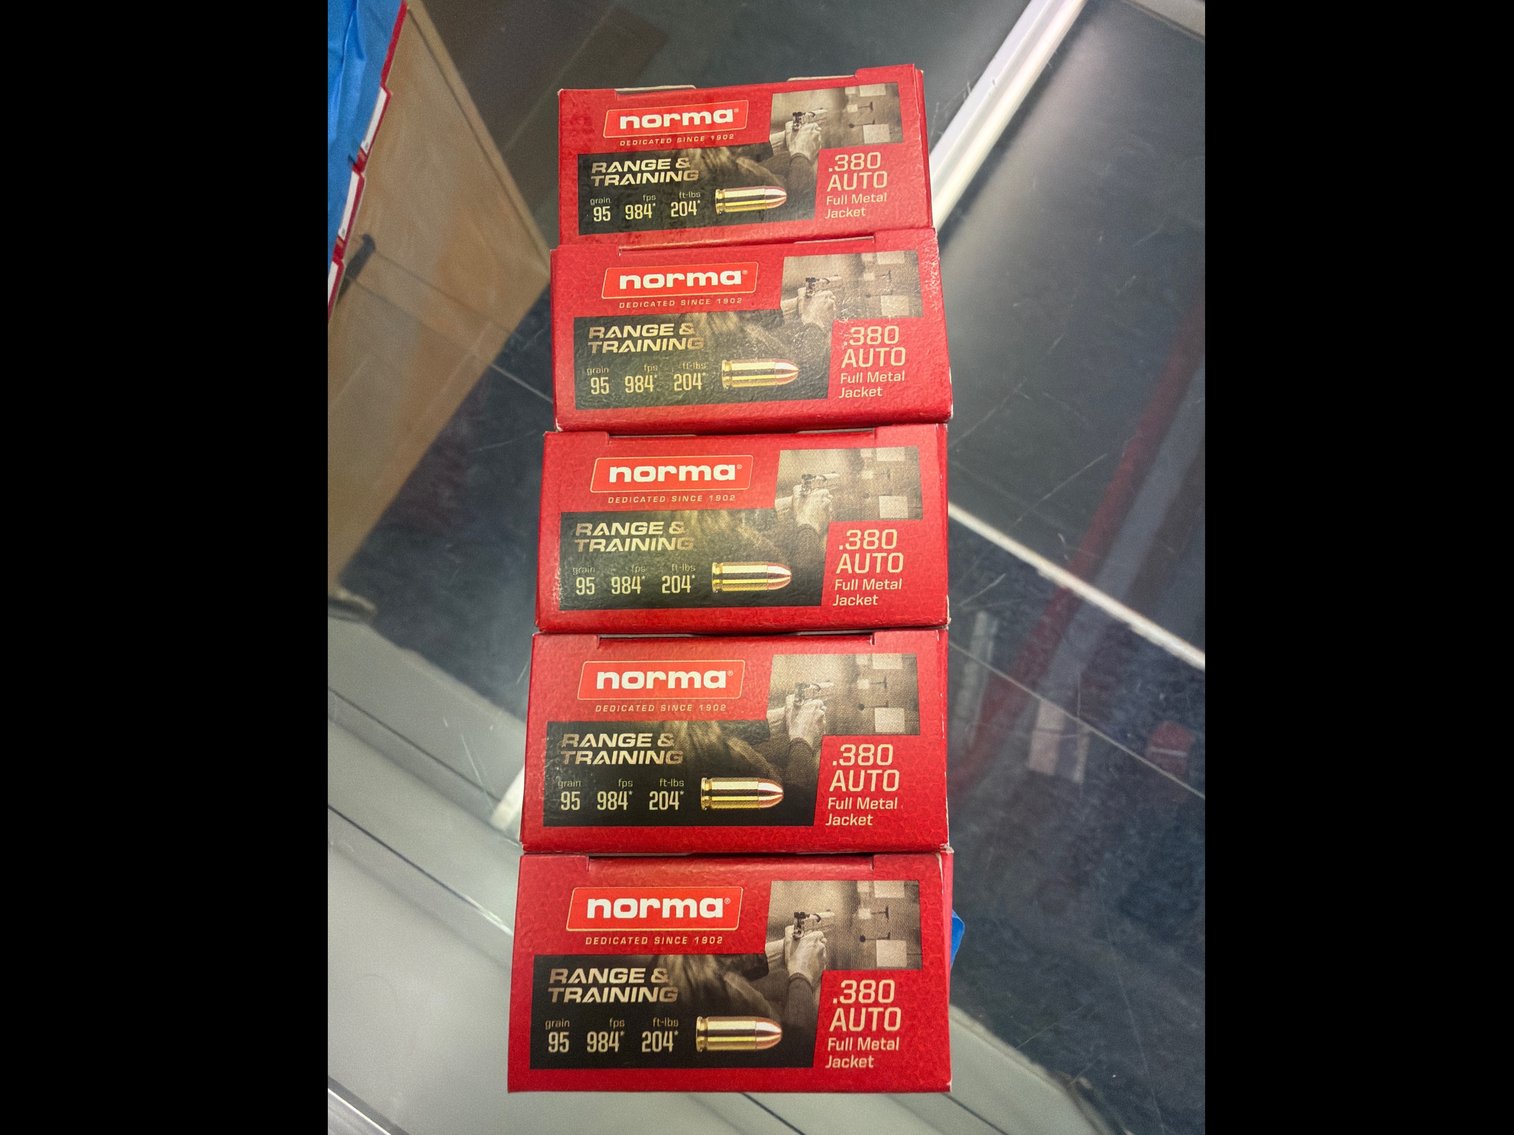 norma®
DEDICATED SINCE 1902
RANGE &
TRAINING
grain fps ft-lbs
95 984* 204*
.380
AUTO
Full Metal
Jacket
norma®
DEDICATED SINCE 1902
RANGE &
TRAINING
grain fps ft-lbs
95 984* 204*
.380
AUTO
Full Metal
Jacket
norma®
DEDICATED SINCE 1902
RANGE &
TRAINING
grain fps ft-lbs
95 984* 204*
.380
AUTO
Full Metal
Jacket
norma®
DEDICATED SINCE 1902
RANGE &
TRAINING
grain fps ft-lbs
95 984* 204*
.380
AUTO
Full Metal
Jacket
norma®
DEDICATED SINCE 1902
RANGE &
TRAINING
grain fps ft-lbs
95 984* 204*
.380
AUTO
Full Metal
Jacket